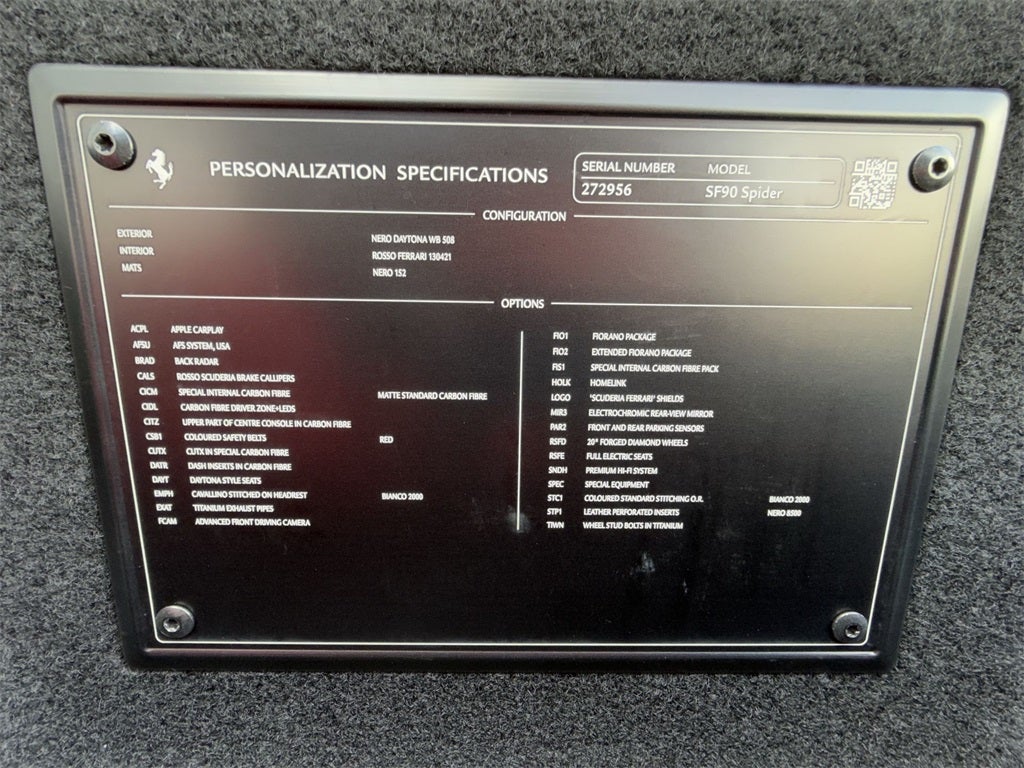 PERSONALIZATION SPECIFICATIONS
SERIAL NUMBER MODEL
272956 SF90 Spider
CONFIGURATION
EXTERIOR NERO DAYTONA WB 508
INTERIOR ROSSO FERRARI 130421
MATS NERO 152
OPTIONS
ACPL APPLE CARPLAY
AFSU AFS SYSTEM, USA
BRAD BACK RADAR
CALS ROSSO SCUDERIA BRAKE CALLIPERS
CICM SPECIAL INTERNAL CARBON FIBRE MATTE STANDARD CARBON FIBRE
CIDL CARBON FIBRE DRIVER ZONE+LEDS
CITZ UPPER PART OF CENTRE CONSOLE IN CARBON FIBRE
CSB1 COLOURED SAFETY BELTS RED
CUTX CUTX IN SPECIAL CARBON FIBRE
DATR DASH INSERTS IN CARBON FIBRE
DAYT DAYTONA STYLE SEATS
EMPH CAVALLINO STITCHED ON HEADREST BIANCO 2000
EXAT TITANIUM EXHAUST PIPES
FCAM ADVANCED FRONT DRIVING CAMERA
FIO1 FIORANO PACKAGE
FIO2 EXTENDED FIORANO PACKAGE
FIS1 SPECIAL INTERNAL CARBON FIBRE PACK
HOLK HOMELINK
LOGO "SCUDERIA FERRARI" SHIELDS
MIR3 ELECTROCHROMIC REAR-VIEW MIRROR
PAR2 FRONT AND REAR PARKING SENSORS
RSFD 20" FORGED DIAMOND WHEELS
RSFE FULL ELECTRIC SEATS
SNDH PREMIUM HI-FI SYSTEM
SPEC SPECIAL EQUIPMENT
STC1 COLOURED STANDARD STITCHING O.R. BIANCO 2000
STP1 LEATHER PERFORATED INSERTS NERO 8500
TIWN WHEEL STUD BOLTS IN TITANIUM